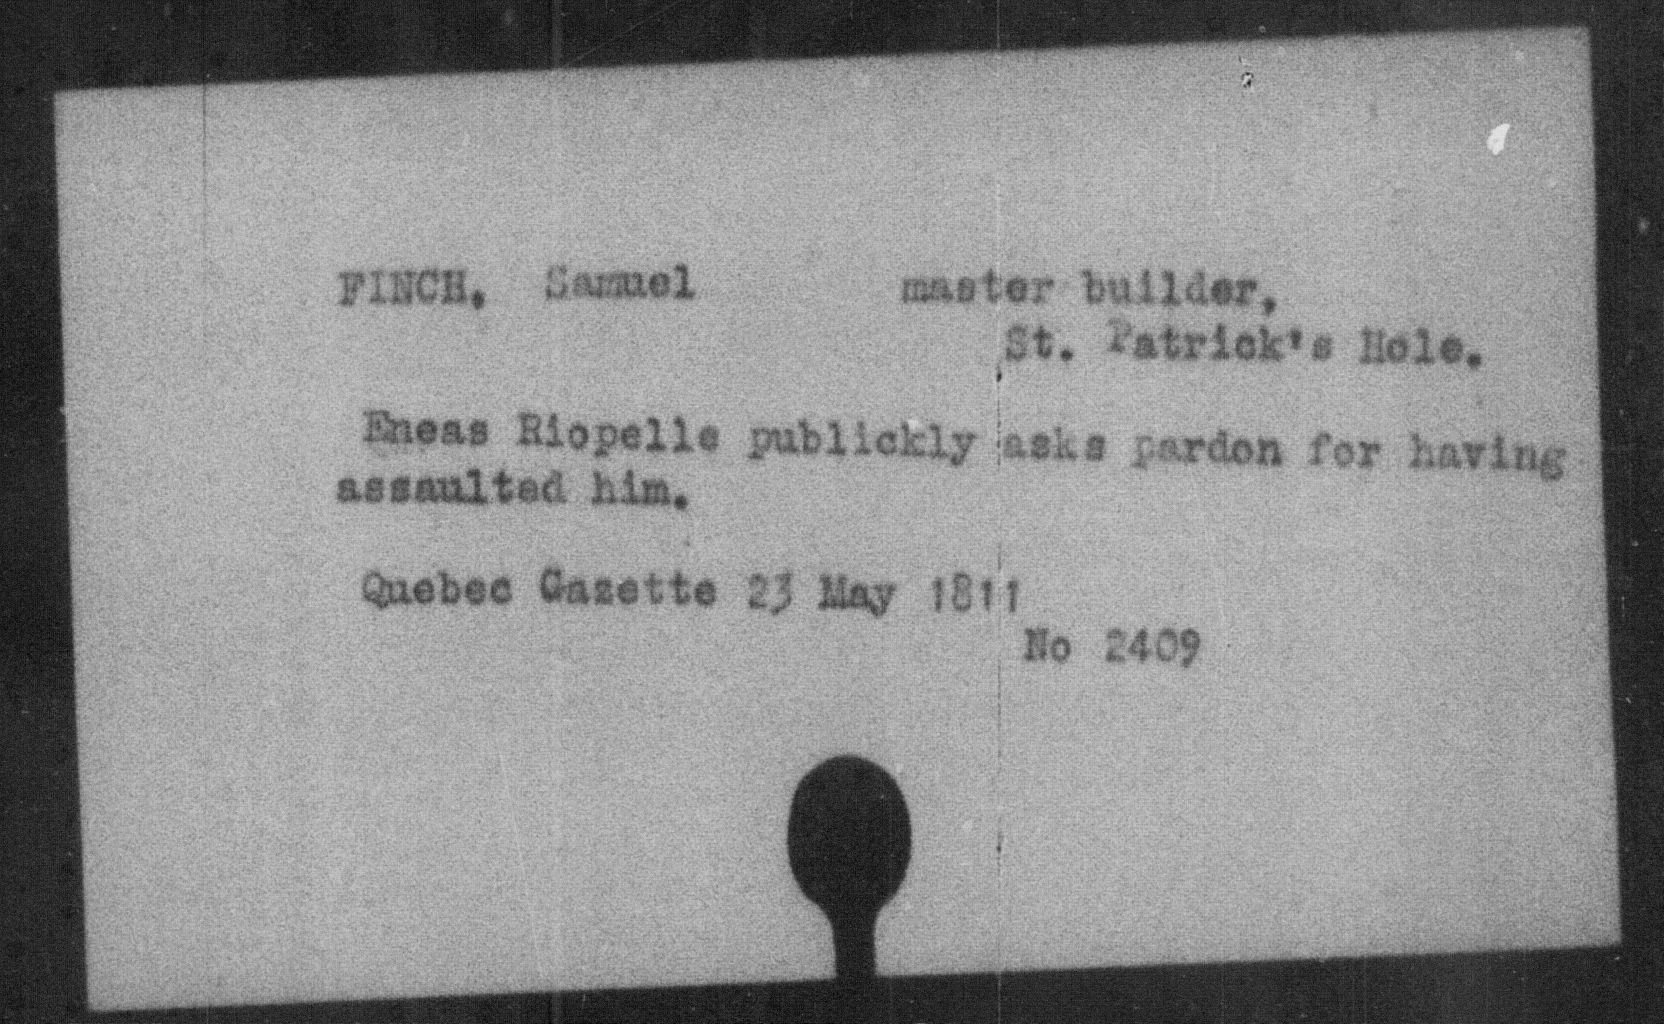 FINCH, Samuel master builder,
St. Patrick's Hole.
Eneas Riopelle publickly asks pardon for having
assaulted him.
Quebec Gazette 23 May 1811
No 2409